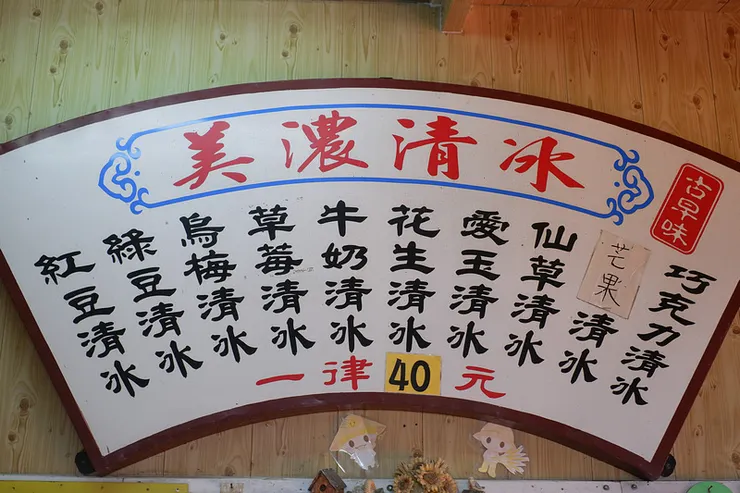 美濃清冰
古早味
紅豆清冰
綠豆清冰
烏梅清冰
草莓清冰
牛奶清冰
花生清冰
愛玉清冰
仙草清冰
芒果清冰
巧克力清冰
一律40元